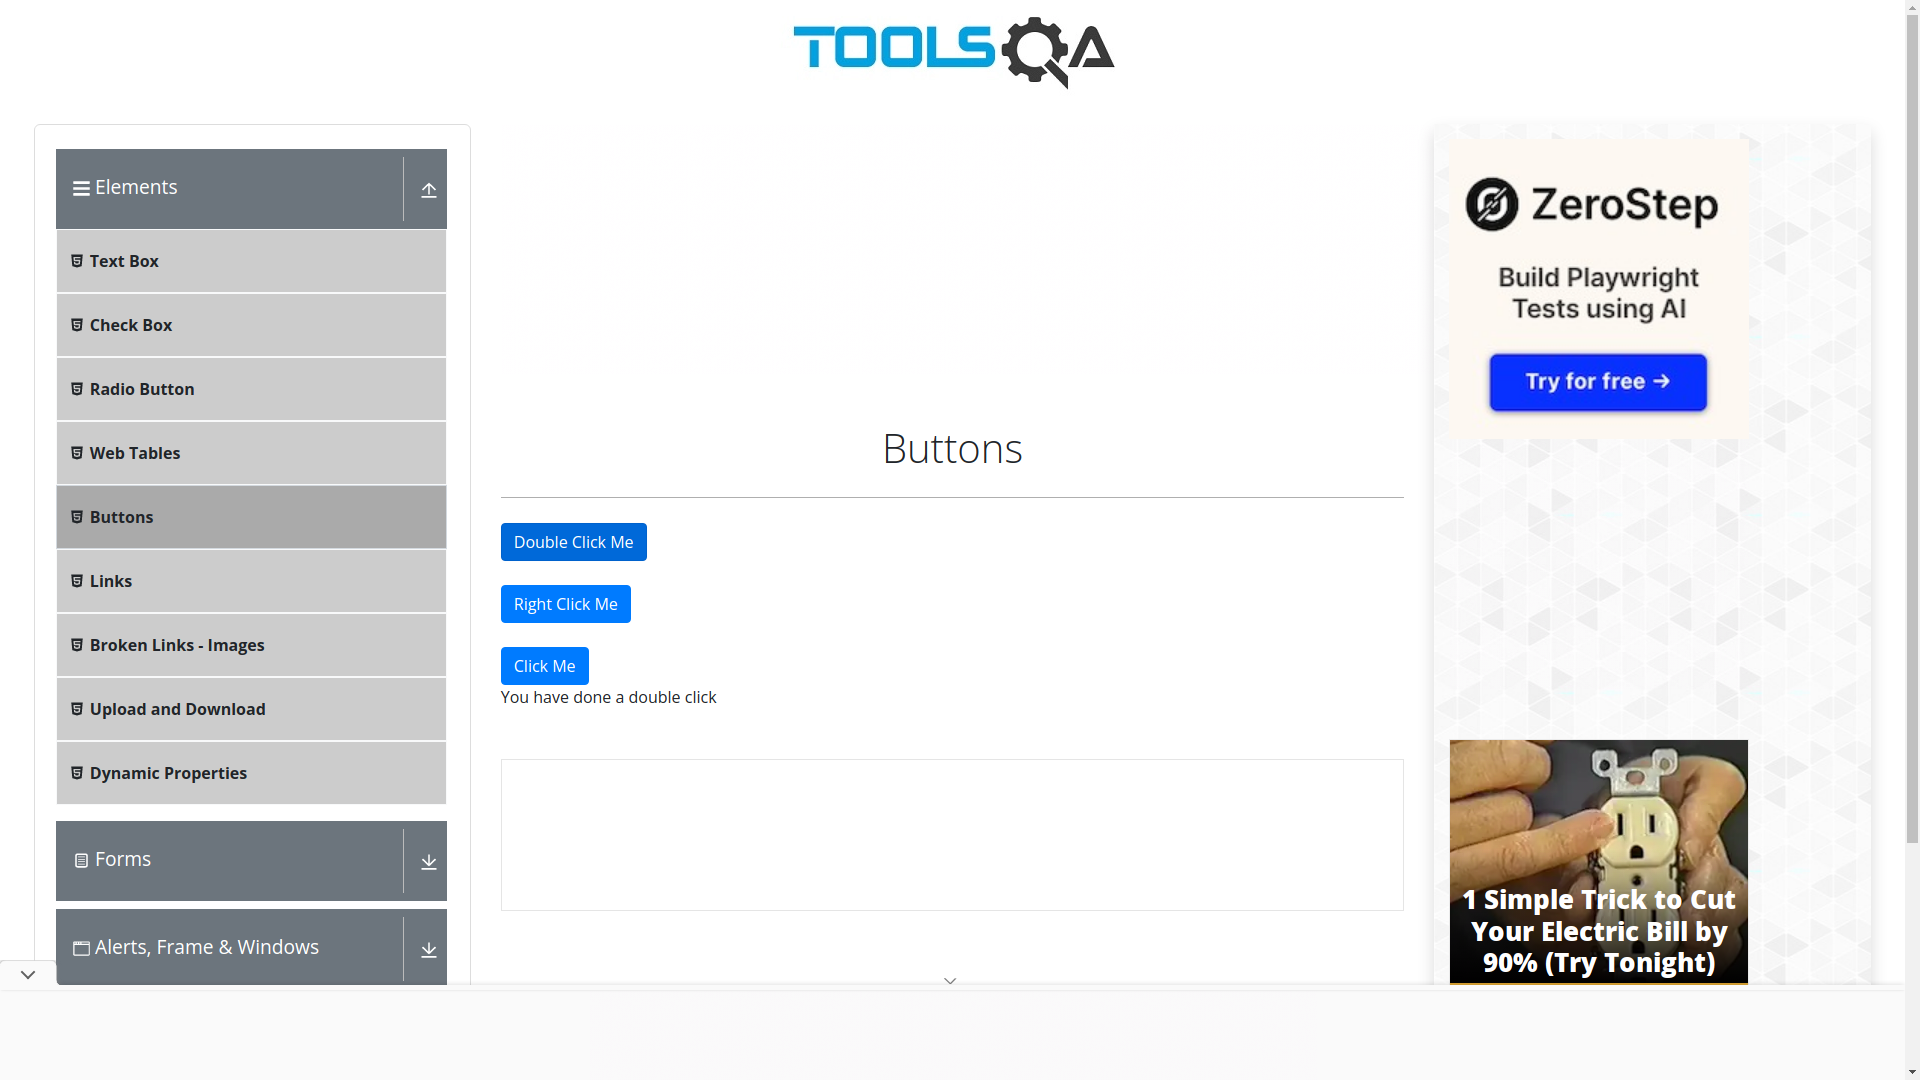 TOOLSQA
Elements
Text Box
Check Box
Radio Button
Web Tables
Buttons
Links
Broken Links - Images
Upload and Download
Dynamic Properties
Forms
Alerts, Frame & Windows
Buttons
Double Click Me
Right Click Me
Click Me
You have done a double click
ZeroStep
Build Playwright
Tests using AI
Try for free →
1 Simple Trick to Cut
Your Electric Bill by
90% (Try Tonight)